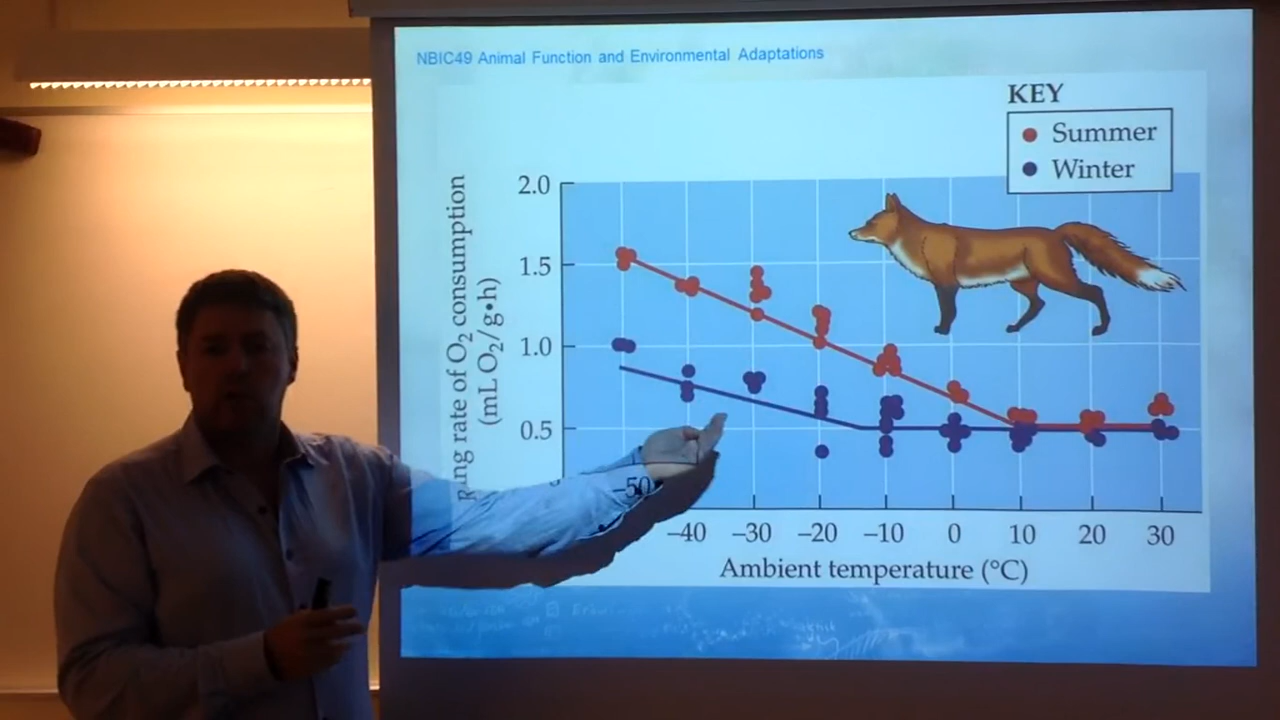 NBIC49 Animal Function and Environmental Adaptations
KEY
Summer
Winter
2.0
1.5
1.0
0.5
rate of O₂ consumption
(mL O₂/g•h)
–50
–40 –30 –20 –10 0 10 20 30
Ambient temperature (°C)